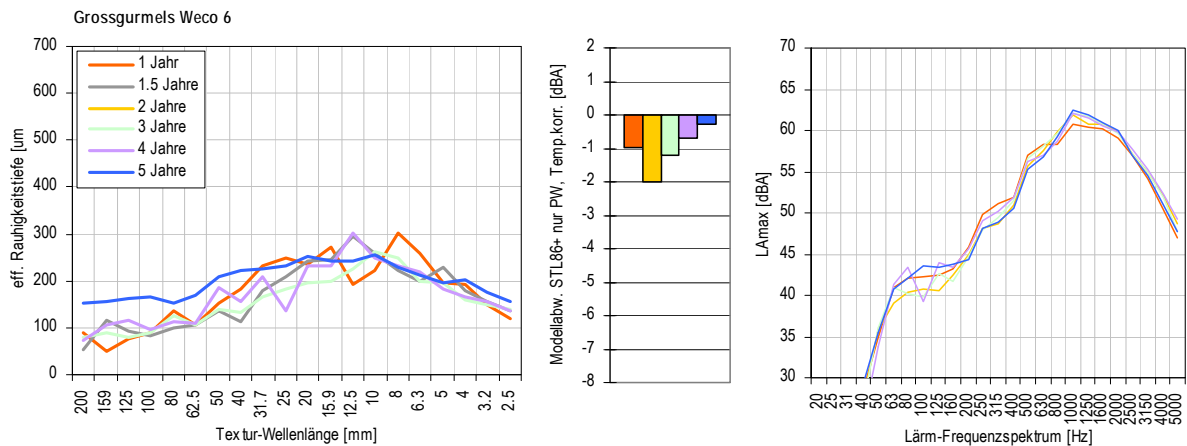 Grossgurmels Weco 6
eff. Rauhigkeitstiefe [um
700
600
500
400
300
200
100
0
1 Jahr
1.5 Jahre
2 Jahre
3 Jahre
4 Jahre
5 Jahre
200 159 125 100 80 62.5 50 40 31.7 25 20 15.9 12.5 10 8 6.3 5 4 3.2 2.5
Textur-Wellenlänge [mm]
Modellabw. STL86+ nur PW, Temp.korr. [dBA]
2
1
0
-1
-2
-3
-4
-5
-6
-7
-8
LAmax [dBA]
70
65
60
55
50
45
40
35
30
20 25 31 40 50 63 80 100 125 160 200 250 315 400 500 630 800 1000 1250 1600 2000 2500 3150 4000 5000
Lärm-Frequenzspektrum [Hz]